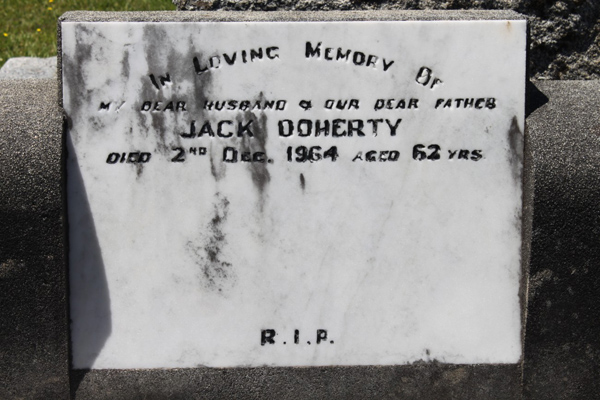 In Loving Memory Of
MY DEAR HUSBAND & OUR DEAR FATHER
JACK DOHERTY
DIED 2ND DEC. 1964 AGED 62 YRS
R.I.P.